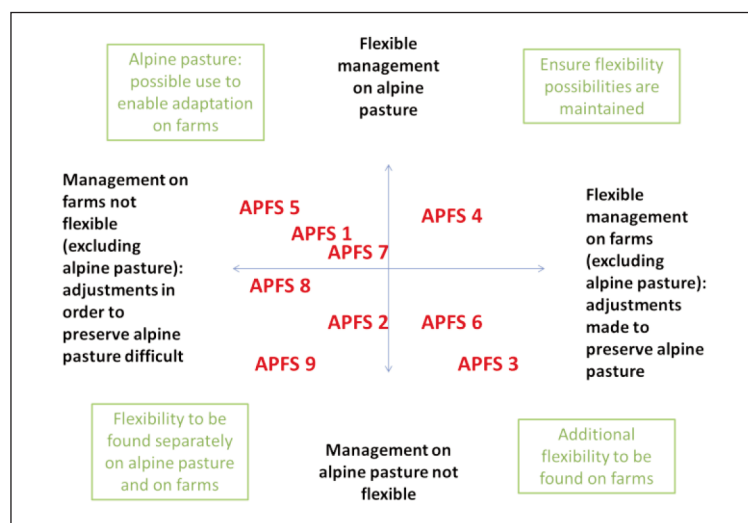 Alpine pasture:
possible use to
enable adaptation
on farms
Flexible
management
on alpine
pasture
Ensure flexibility
possibilities are
maintained
Management on
farms not
flexible
(excluding
alpine pasture):
adjustments in
order to
preserve alpine
pasture difficult
APFS 5
APFS 1
APFS 7
APFS 4
APFS 8
APFS 2
APFS 6
APFS 9
APFS 3
Flexible
management
on farms
(excluding
alpine pasture):
adjustments
made to
preserve alpine
pasture
Flexibility to be
found separately
on alpine pasture
and on farms
Management on
alpine pasture not
flexible
Additional
flexibility to be
found on farms